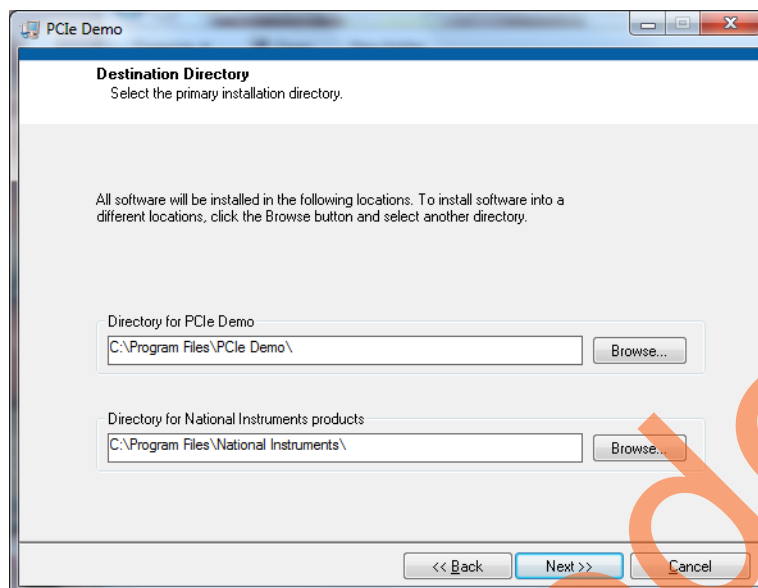 PCIe Demo
Destination Directory
Select the primary installation directory.
All software will be installed in the following locations. To install software into a
different locations, click the Browse button and select another directory.
Directory for PCIe Demo
C:\Program Files\PCIe Demo\
Browse...
Directory for National Instruments products
C:\Program Files\National Instruments\
Browse...
<< Back
Next >>
Cancel